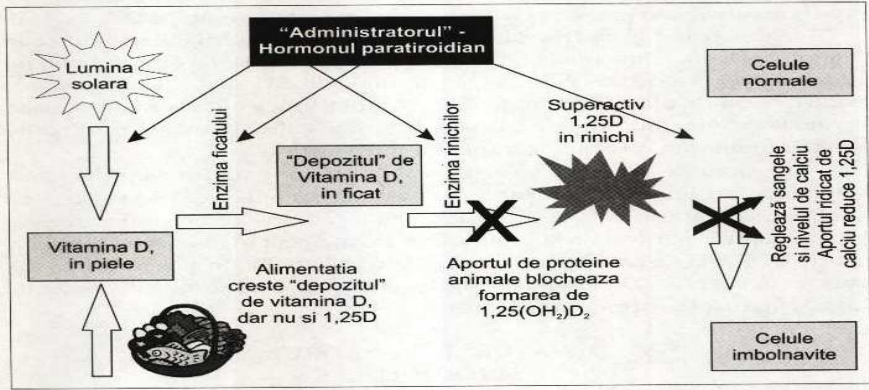 “Administratorul” -
Hormonul paratiroidian
Lumina
solara
Celule
normale
Superactiv
1,25D
in rinichi
Enzima ficatului
“Depozitul” de
Vitamina D,
in ficat
Enzima rinichilor
Reglează sangele
si nivelul de calciu
Aportul ridicat de
calciu reduce 1,25D
Vitamina D,
in piele
Alimentatia
creste “depozitul”
de vitamina D,
dar nu si 1,25D
Aportul de proteine
animale blocheaza
formarea de
1,25(OH₂)D₂
Celule
imbolnavite